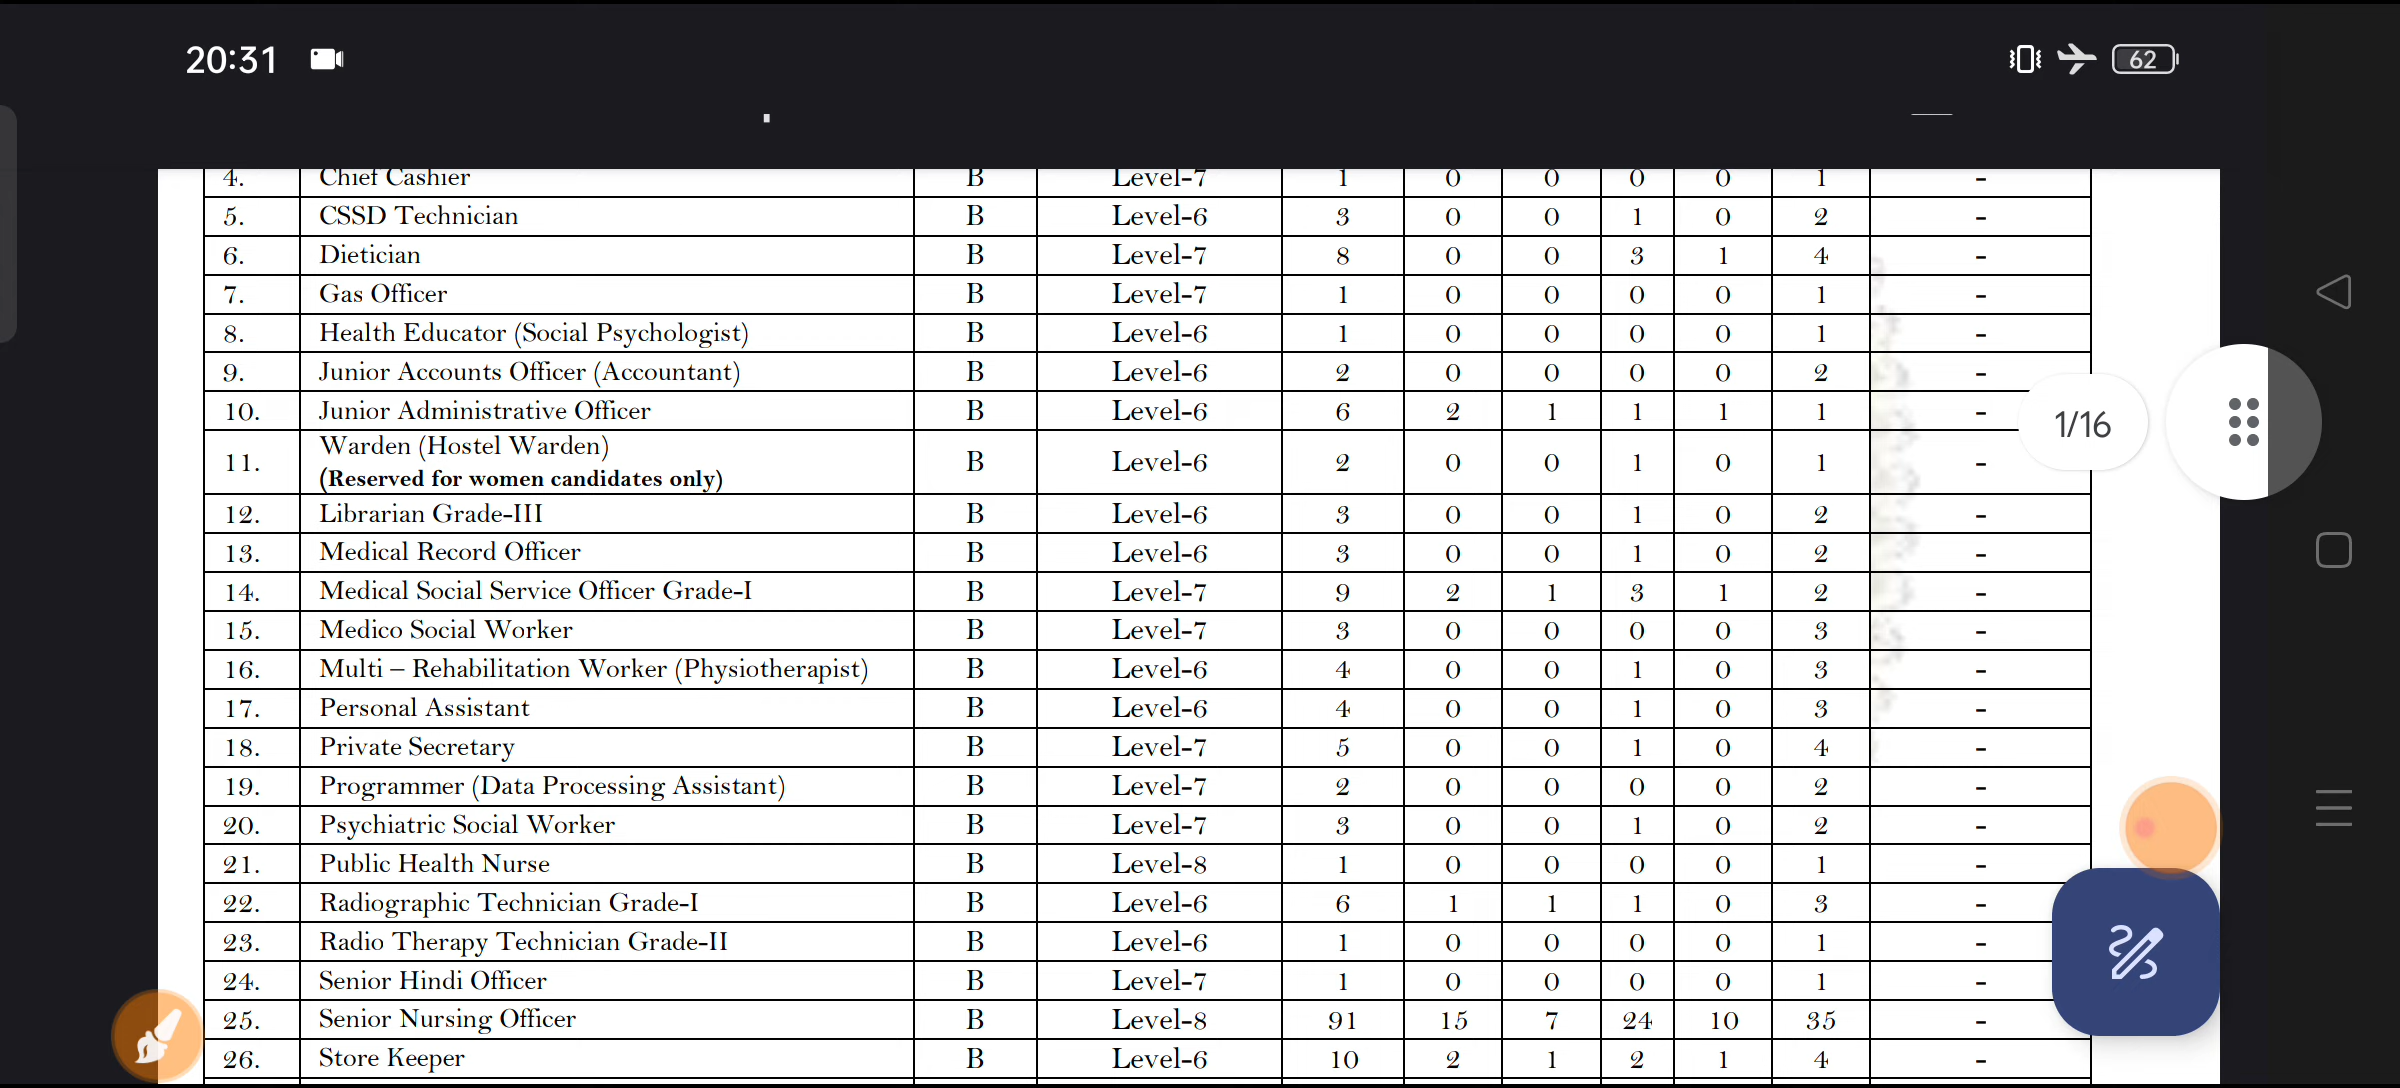 20:31 62
4. Chief Cashier B Level-7 1 0 0 0 0 1 -
5. CSSD Technician B Level-6 3 0 0 1 0 2 -
6. Dietician B Level-7 8 0 0 3 1 4 -
7. Gas Officer B Level-7 1 0 0 0 0 1 -
8. Health Educator (Social Psychologist) B Level-6 1 0 0 0 0 1 -
9. Junior Accounts Officer (Accountant) B Level-6 2 0 0 0 0 2 -
10. Junior Administrative Officer B Level-6 6 2 1 1 1 1 -
1/16
Warden (Hostel Warden)
11. B Level-6 2 0 0 1 0 1 -
(Reserved for women candidates only)
12. Librarian Grade-III B Level-6 3 0 0 1 0 2 -
13. Medical Record Officer B Level-6 3 0 0 1 0 2 -
14. Medical Social Service Officer Grade-I B Level-7 9 2 1 3 1 2 -
15. Medico Social Worker B Level-7 3 0 0 0 0 3 -
16. Multi – Rehabilitation Worker (Physiotherapist) B Level-6 4 0 0 1 0 3 -
17. Personal Assistant B Level-6 4 0 0 1 0 3 -
18. Private Secretary B Level-7 5 0 0 1 0 4 -
19. Programmer (Data Processing Assistant) B Level-7 2 0 0 0 0 2 -
20. Psychiatric Social Worker B Level-7 3 0 0 1 0 2 -
21. Public Health Nurse B Level-8 1 0 0 0 0 1 -
22. Radiographic Technician Grade-I B Level-6 6 1 1 1 0 3 -
23. Radio Therapy Technician Grade-II B Level-6 1 0 0 0 0 1 -
24. Senior Hindi Officer B Level-7 1 0 0 0 0 1 -
25. Senior Nursing Officer B Level-8 91 15 7 24 10 35 -
26. Store Keeper B Level-6 10 2 1 2 1 4 -